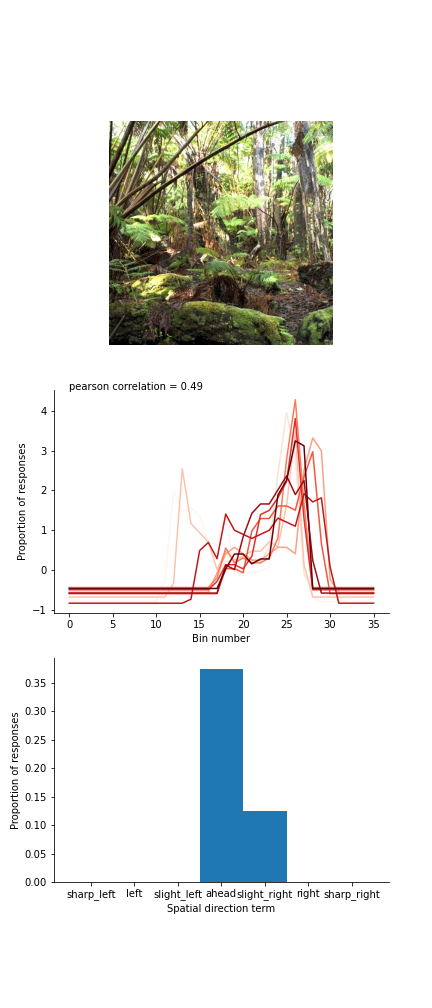 pearson correlation = 0.49
Proportion of responses
4
3
2
1
0
−1
0 5 10 15 20 25 30 35
Bin number
Proportion of responses
0.35
0.30
0.25
0.20
0.15
0.10
0.05
0.00
sharp_left left slight_left ahead slight_right right sharp_right
Spatial direction term